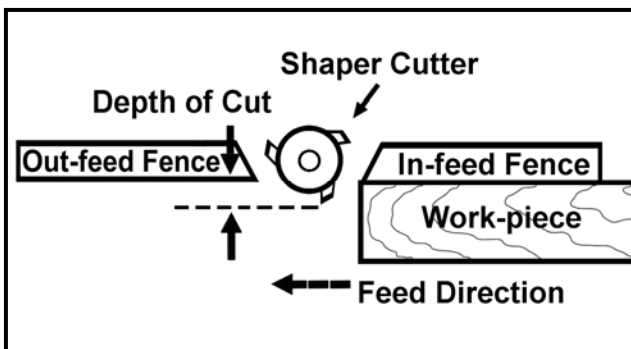 Shaper Cutter
Depth of Cut
Out-feed Fence
In-feed Fence
Work-piece
Feed Direction